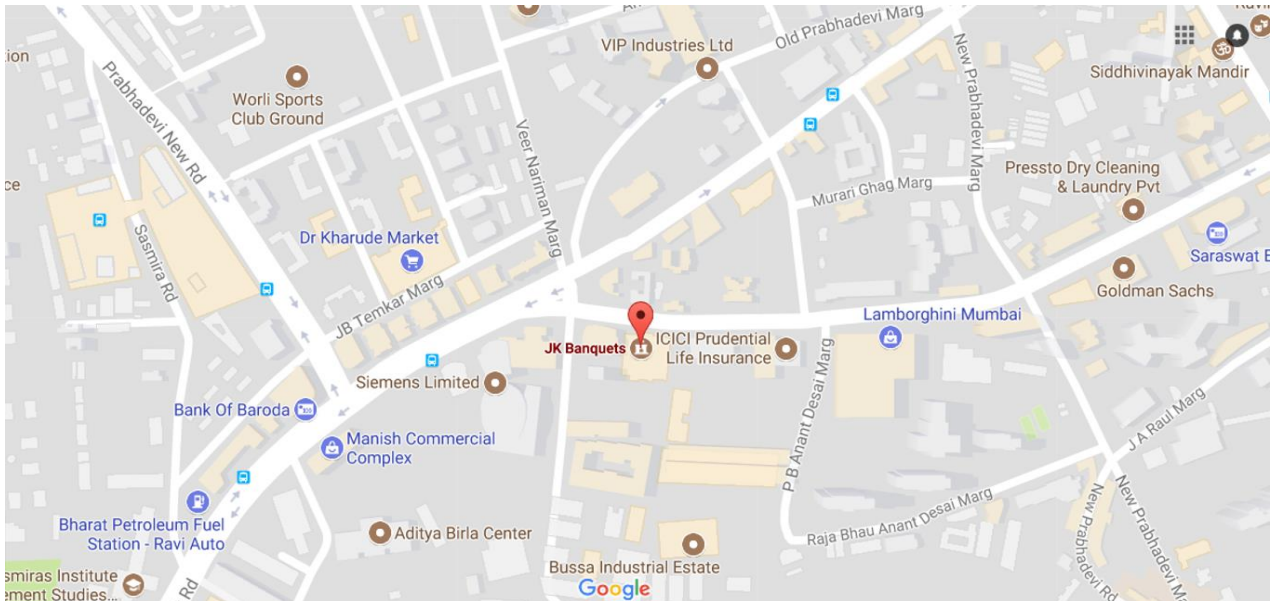 VIP Industries Ltd
Old Prabhadevi Marg
Siddhivinayak Mandir
tion
Worli Sports
Club Ground
Prabhadevi New Rd
Veer Nariman Marg
New Prabhadevi Marg
Pressto Dry Cleaning
& Laundry Pvt
ce
Murari Ghag Marg
Dr Kharude Market
Sasmira Rd
JB Temkar Marg
Saraswat B
Goldman Sachs
Lamborghini Mumbai
JK Banquets
ICICI Prudential
Life Insurance
Siemens Limited
Bank Of Baroda
Manish Commercial
Complex
P B Anant Desai Marg
J A Raul Marg
Bharat Petroleum Fuel
Station - Ravi Auto
Aditya Birla Center
Raja Bhau Anant Desai Marg
New Prabhadevi Rd
New Prabhadevi Marg
Bussa Industrial Estate
Google
smiras Institute
ement Studies...
Rd